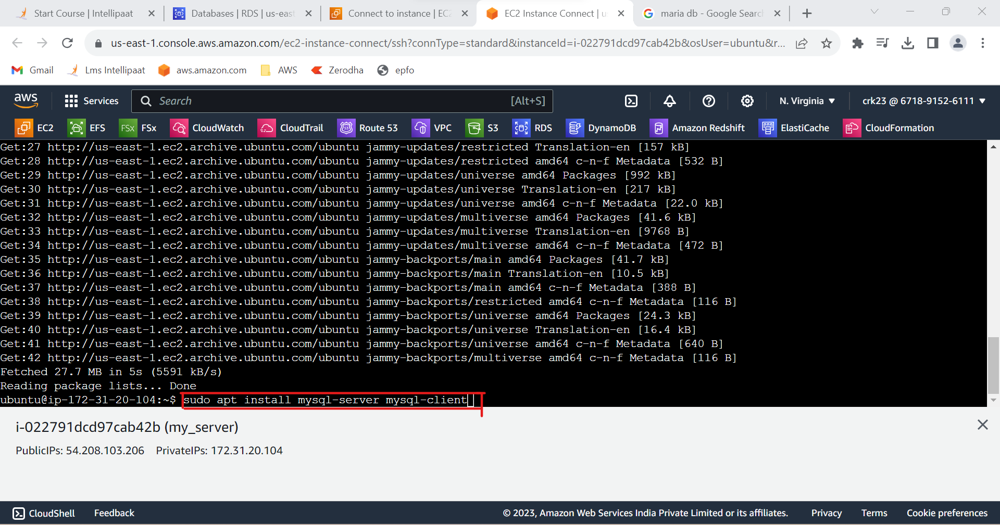 Start Course | Intellipaat
Databases | RDS | us-east
Connect to instance | EC2
EC2 Instance Connect | u
maria db - Google Search
us-east-1.console.aws.amazon.com/ec2-instance-connect/ssh?connType=standard&instanceId=i-022791dcd97cab42b&osUser=ubuntu&r...
Gmail
Lms Intellipaat
aws.amazon.com
AWS
Zerodha
epfo
aws
Services
Search
[Alt+S]
N. Virginia ▼
crk23 @ 6718-9152-6111 ▼
EC2
EFS
FSx
FSx
CloudWatch
CloudTrail
53
Route 53
VPC
S3
RDS
DynamoDB
Amazon Redshift
ElastiCache
CloudFormation
Get:27 http://us-east-1.ec2.archive.ubuntu.com/ubuntu jammy-updates/restricted Translation-en [157 kB]
Get:28 http://us-east-1.ec2.archive.ubuntu.com/ubuntu jammy-updates/restricted amd64 c-n-f Metadata [532 B]
Get:29 http://us-east-1.ec2.archive.ubuntu.com/ubuntu jammy-updates/universe amd64 Packages [992 kB]
Get:30 http://us-east-1.ec2.archive.ubuntu.com/ubuntu jammy-updates/universe Translation-en [217 kB]
Get:31 http://us-east-1.ec2.archive.ubuntu.com/ubuntu jammy-updates/universe amd64 c-n-f Metadata [22.0 kB]
Get:32 http://us-east-1.ec2.archive.ubuntu.com/ubuntu jammy-updates/multiverse amd64 Packages [41.6 kB]
Get:33 http://us-east-1.ec2.archive.ubuntu.com/ubuntu jammy-updates/multiverse Translation-en [9768 B]
Get:34 http://us-east-1.ec2.archive.ubuntu.com/ubuntu jammy-updates/multiverse amd64 c-n-f Metadata [472 B]
Get:35 http://us-east-1.ec2.archive.ubuntu.com/ubuntu jammy-backports/main amd64 Packages [41.7 kB]
Get:36 http://us-east-1.ec2.archive.ubuntu.com/ubuntu jammy-backports/main Translation-en [10.5 kB]
Get:37 http://us-east-1.ec2.archive.ubuntu.com/ubuntu jammy-backports/main amd64 c-n-f Metadata [388 B]
Get:38 http://us-east-1.ec2.archive.ubuntu.com/ubuntu jammy-backports/restricted amd64 c-n-f Metadata [116 B]
Get:39 http://us-east-1.ec2.archive.ubuntu.com/ubuntu jammy-backports/universe amd64 Packages [24.3 kB]
Get:40 http://us-east-1.ec2.archive.ubuntu.com/ubuntu jammy-backports/universe Translation-en [16.4 kB]
Get:41 http://us-east-1.ec2.archive.ubuntu.com/ubuntu jammy-backports/universe amd64 c-n-f Metadata [640 B]
Get:42 http://us-east-1.ec2.archive.ubuntu.com/ubuntu jammy-backports/multiverse amd64 c-n-f Metadata [116 B]
Fetched 27.7 MB in 5s (5591 kB/s)
Reading package lists... Done
ubuntu@ip-172-31-20-104:~$ sudo apt install mysql-server mysql-client
i-022791dcd97cab42b (my_server)
PublicIPs: 54.208.103.206 PrivateIPs: 172.31.20.104
CloudShell
Feedback
© 2023, Amazon Web Services India Private Limited or its affiliates.
Privacy
Terms
Cookie preferences